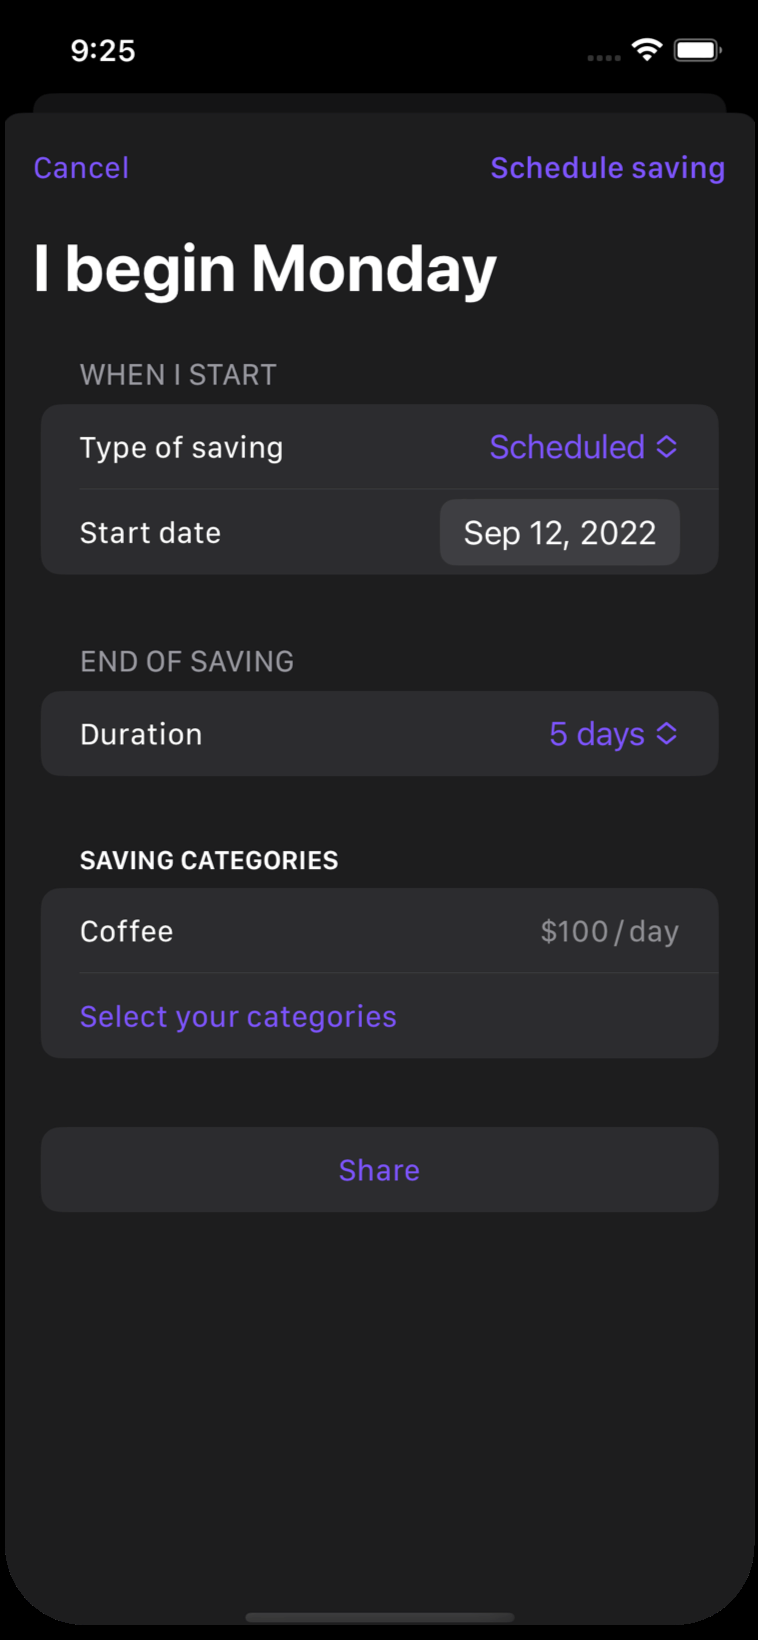 9:25
Cancel
Schedule saving
I begin Monday
WHEN I START
Type of saving
Scheduled
Start date
Sep 12, 2022
END OF SAVING
Duration
5 days
SAVING CATEGORIES
Coffee
$100/day
Select your categories
Share